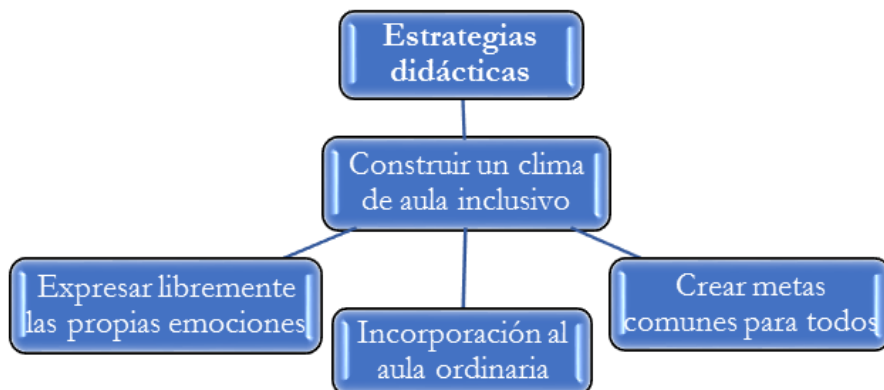 Estrategias
didácticas
Construir un clima
de aula inclusivo
Expresar libremente
las propias emociones
Incorporación al
aula ordinaria
Crear metas
comunes para todos